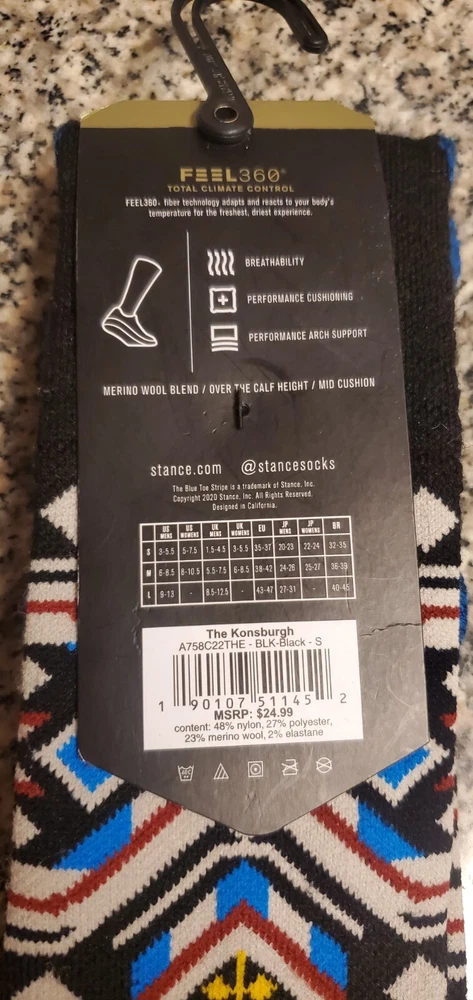 FEEL360®
TOTAL CLIMATE CONTROL
FEEL360® fiber technology adapts and reacts to your body's
temperature for the freshest, driest experience.
BREATHABILITY
PERFORMANCE CUSHIONING
PERFORMANCE ARCH SUPPORT
MERINO WOOL BLEND / OVER THE CALF HEIGHT / MID CUSHION
stance.com @stancesocks
The Blue Toe Stripe is a trademark of Stance, Inc.
Copyright 2020 Stance, Inc. All Rights Reserved.
Designed in California.
US MENS US WOMENS UK MENS UK WOMENS EU JP MENS JP WOMENS BR
S 3-5.5 5-7.5 1.5-4.5 3-5.5 35-37 20-23 22-24 32-35
M 6-8.5 8-10.5 5.5-7.5 6-8.5 38-42 24-26 25-27 36-39
L 9-13 - 8.5-12.5 - 43-47 27-31 - 40-45
The Konsburgh
A758C22THE - BLK-Black - S
1 90107 51145 2
MSRP: $24.99
content: 48% nylon, 27% polyester,
23% merino wool, 2% elastane